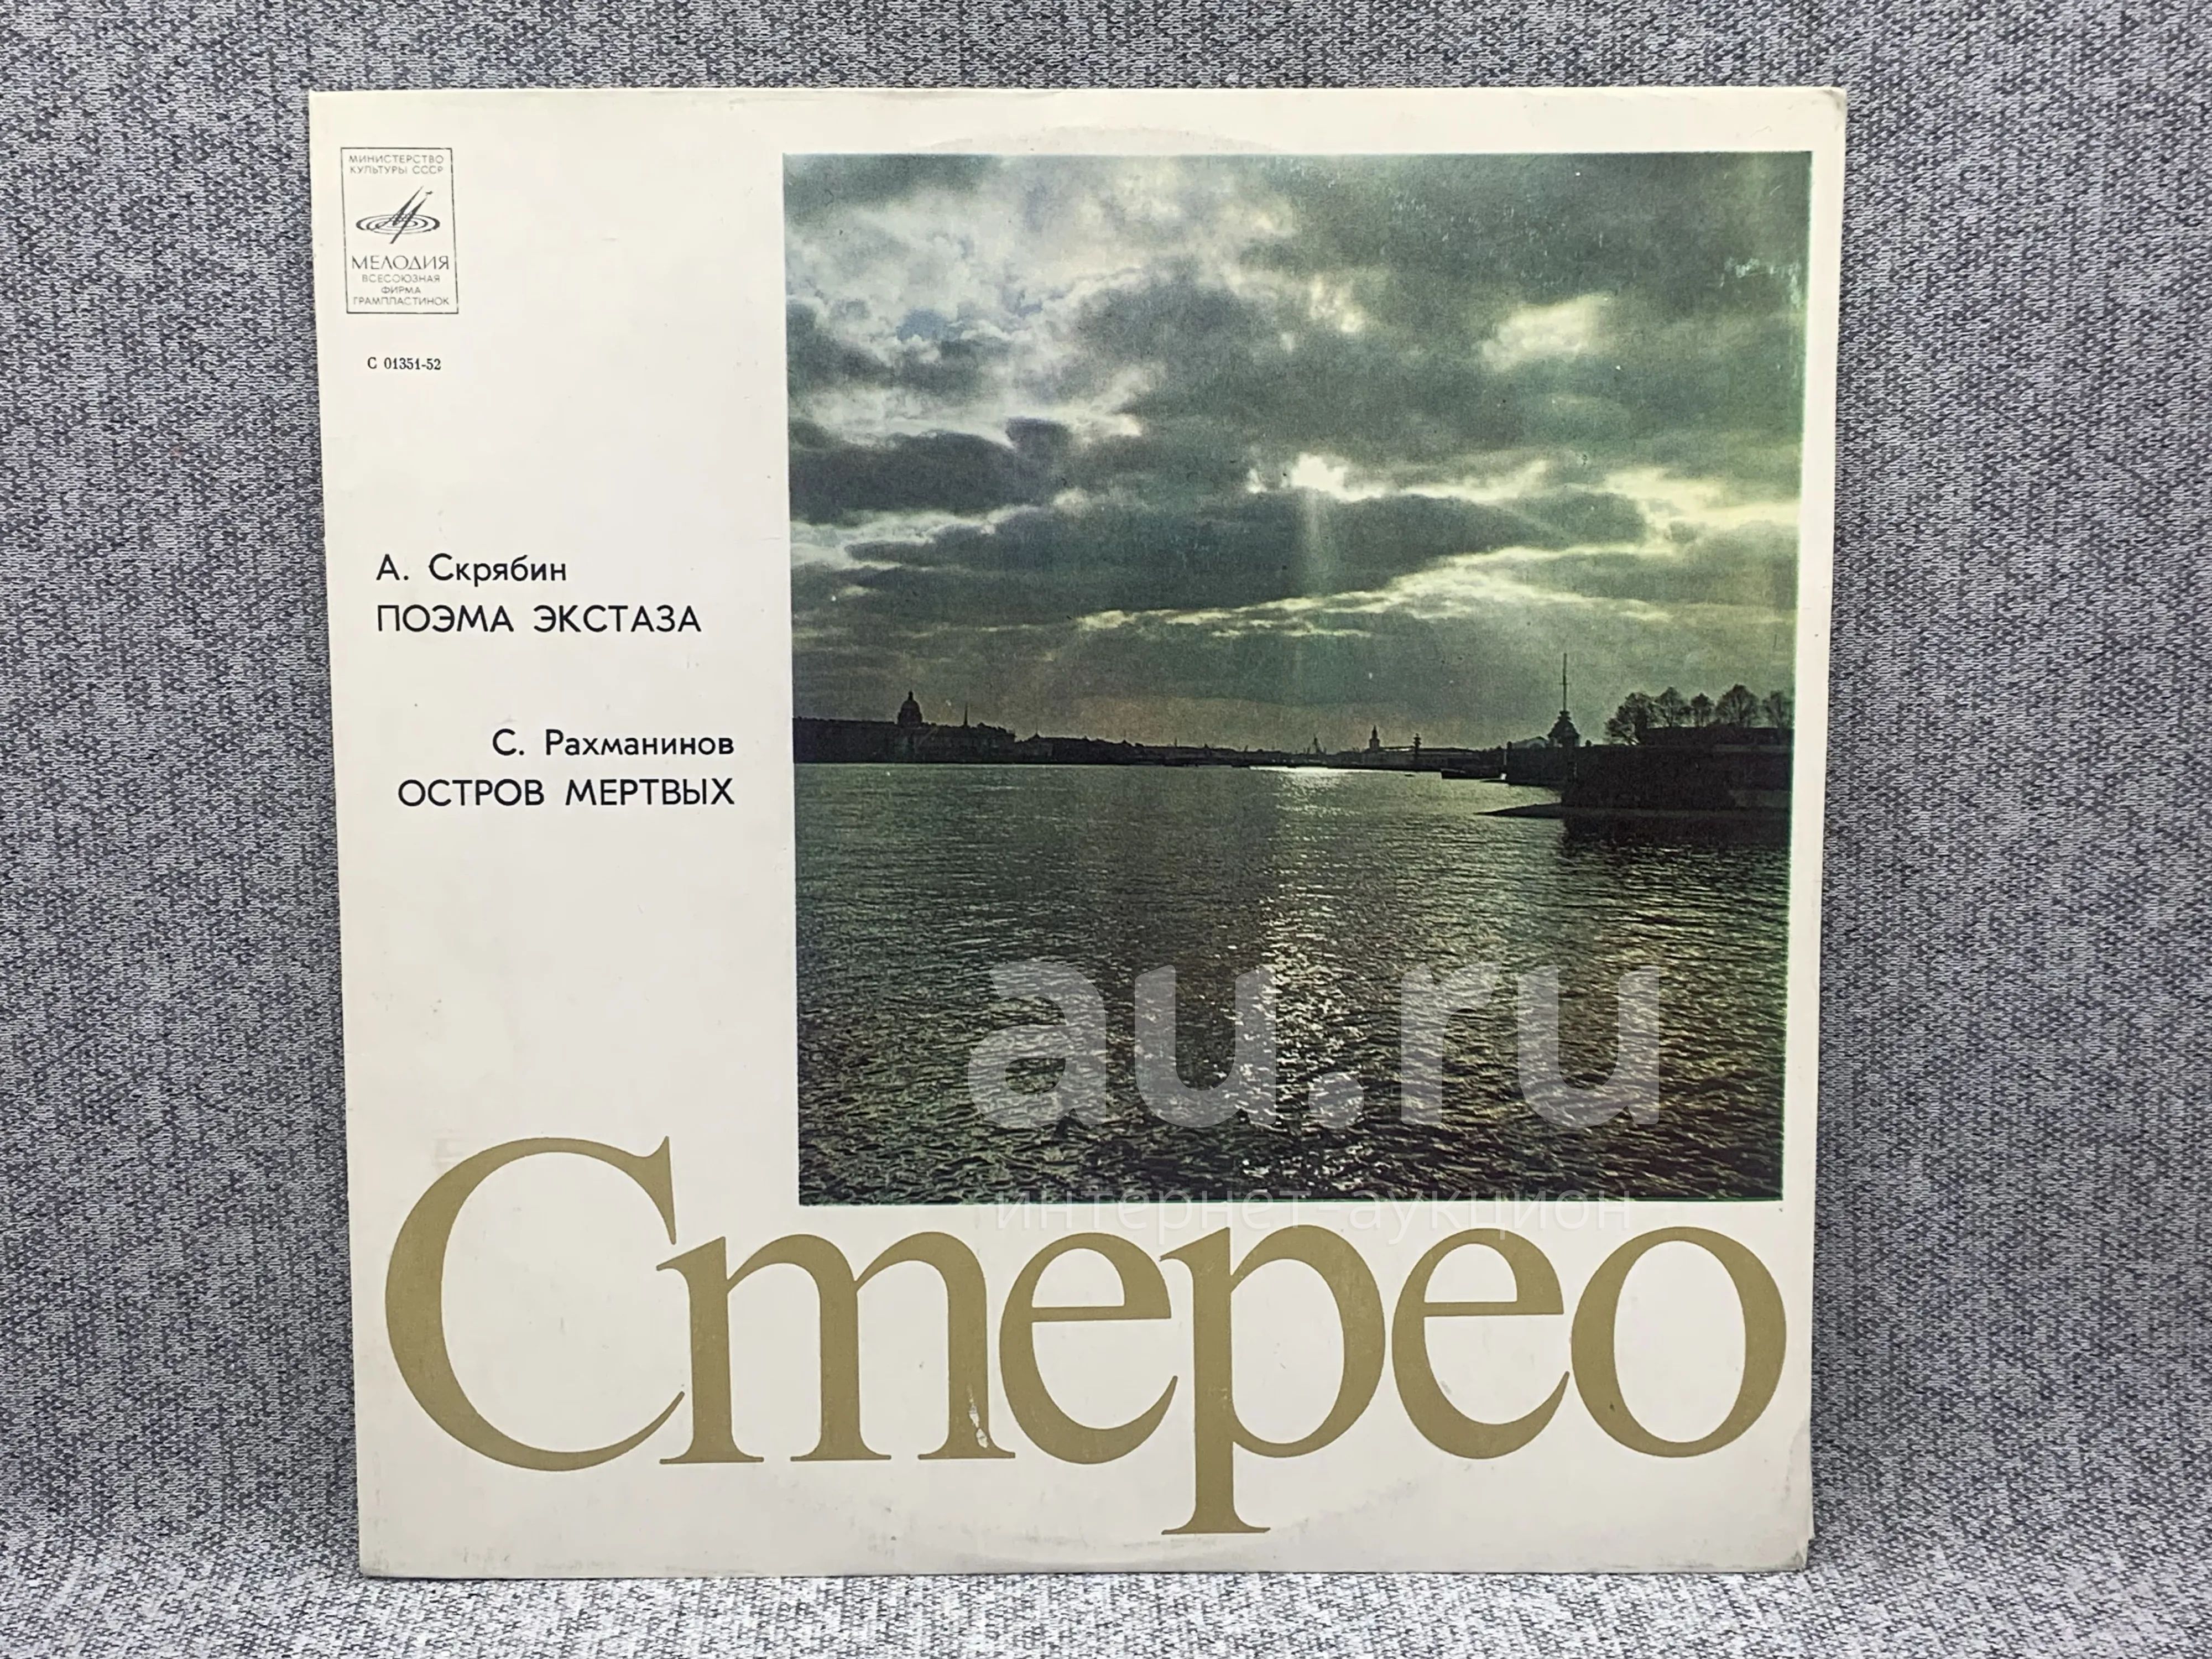 МИНИСТЕРСТВО
КУЛЬТУРЫ СССР
МЕЛОДИЯ
ВСЕСОЮЗНАЯ
ФИРМА
ГРАМПЛАСТИНОК
С 01351-52
А. Скрябин
ПОЭМА ЭКСТАЗА
С. Рахманинов
ОСТРОВ МЕРТВЫХ
au.ru
интернет-аукцион
Стерео